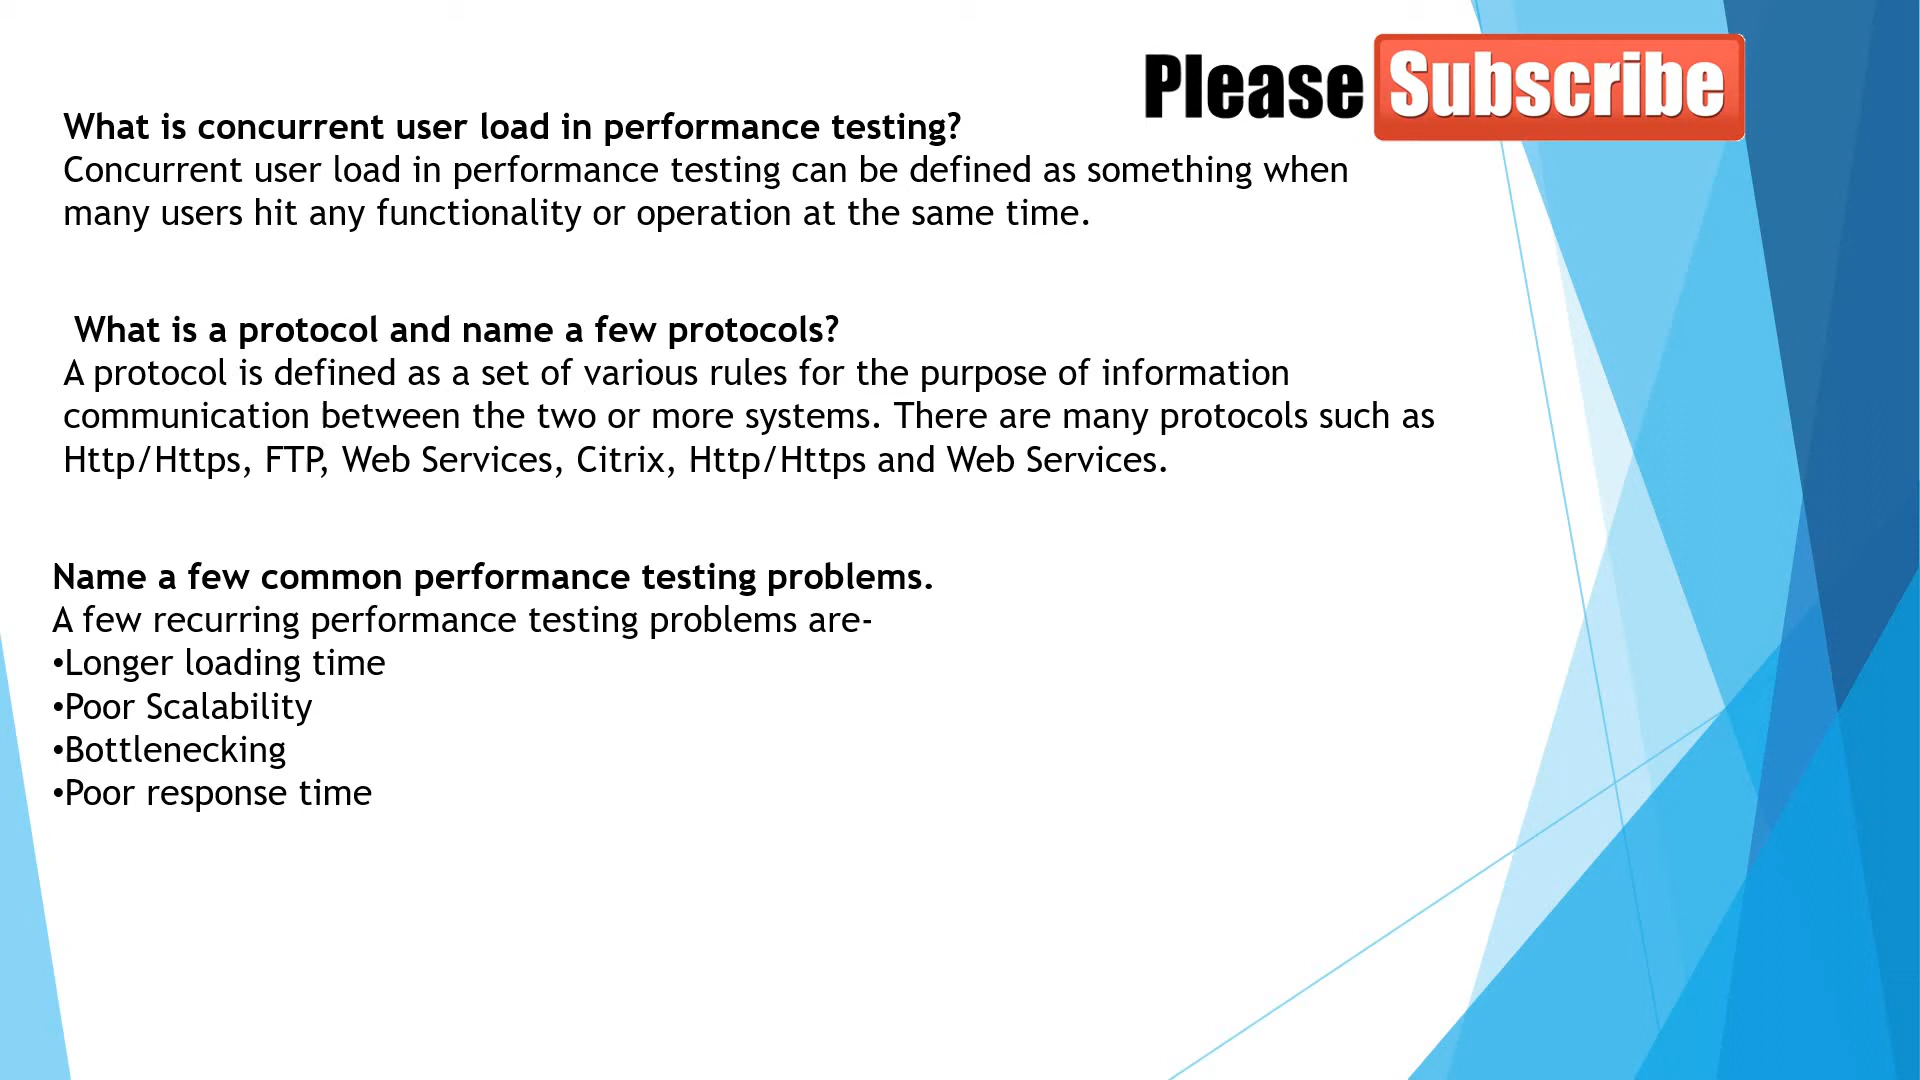 Please Subscribe
What is concurrent user load in performance testing?
Concurrent user load in performance testing can be defined as something when
many users hit any functionality or operation at the same time.
What is a protocol and name a few protocols?
A protocol is defined as a set of various rules for the purpose of information
communication between the two or more systems. There are many protocols such as
Http/Https, FTP, Web Services, Citrix, Http/Https and Web Services.
Name a few common performance testing problems.
A few recurring performance testing problems are-
•Longer loading time
•Poor Scalability
•Bottlenecking
•Poor response time